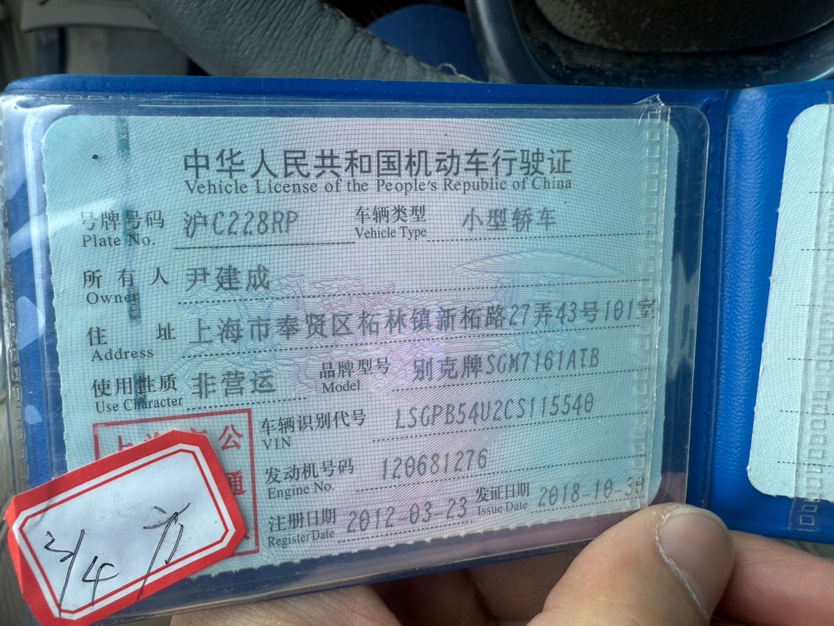 中华人民共和国机动车行驶证
Vehicle License of the People's Republic of China
号牌号码 沪C228RP 车辆类型 小型轿车
Plate No. Vehicle Type
所有人 尹建成
Owner
住址 上海市奉贤区柘林镇新柘路27弄43号101室
Address
使用性质 非营运 品牌型号 别克牌SGM7161ATB
Use Character Model
车辆识别代号 LSGPB54U2CS115540
VIN
发动机号码 120681276
Engine No.
注册日期 2012-03-23 发证日期 2018-10-30
Register Date Issue Date
公
通